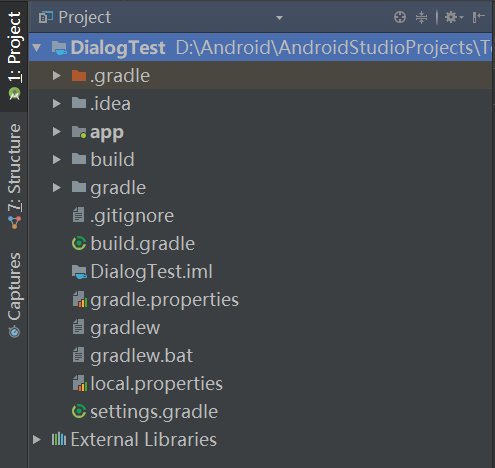 Project
DialogTest D:\Android\AndroidStudioProjects\T
.gradle
.idea
app
build
gradle
.gitignore
build.gradle
DialogTest.iml
gradle.properties
gradlew
gradlew.bat
local.properties
settings.gradle
External Libraries
1: Project
7: Structure
Captures